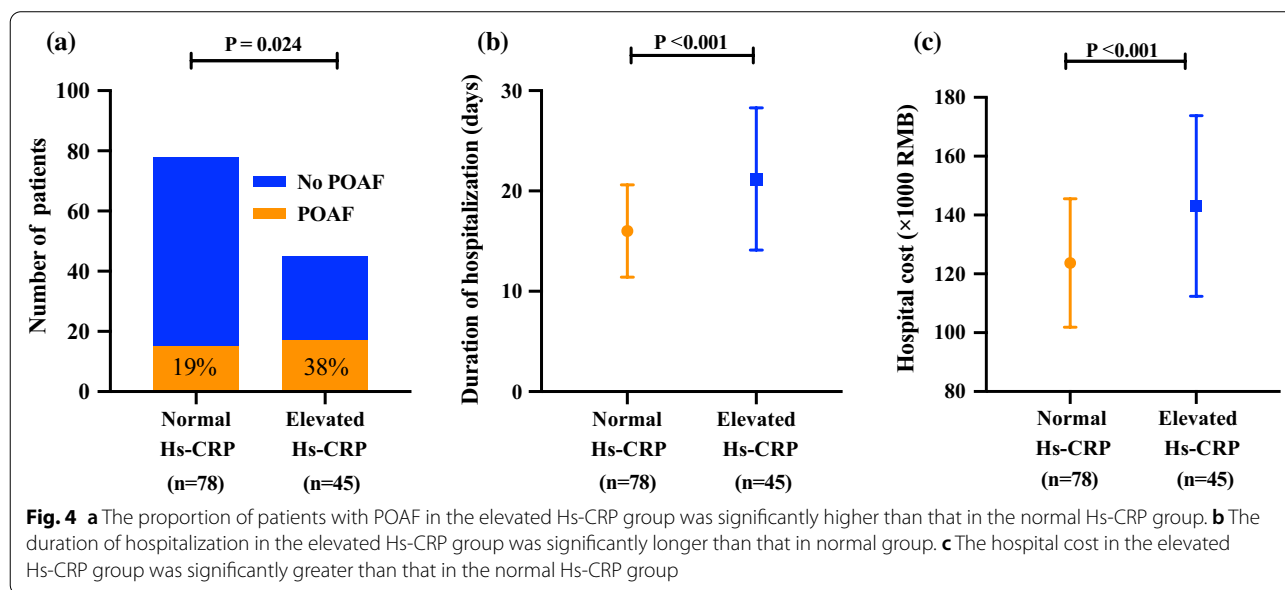 (a)
P = 0.024
Number of patients
100
80
60
40
20
0
No POAF
POAF
19%
38%
Normal
Hs-CRP
(n=78)
Elevated
Hs-CRP
(n=45)
(b)
P <0.001
Duration of hospitalization (days)
30
20
10
0
Normal
Hs-CRP
(n=78)
Elevated
Hs-CRP
(n=45)
(c)
P <0.001
Hospital cost (×1000 RMB)
180
160
140
120
100
80
Normal
Hs-CRP
(n=78)
Elevated
Hs-CRP
(n=45)
Fig. 4 a The proportion of patients with POAF in the elevated Hs-CRP group was significantly higher than that in the normal Hs-CRP group. b The
duration of hospitalization in the elevated Hs-CRP group was significantly longer than that in normal group. c The hospital cost in the elevated
Hs-CRP group was significantly greater than that in the normal Hs-CRP group